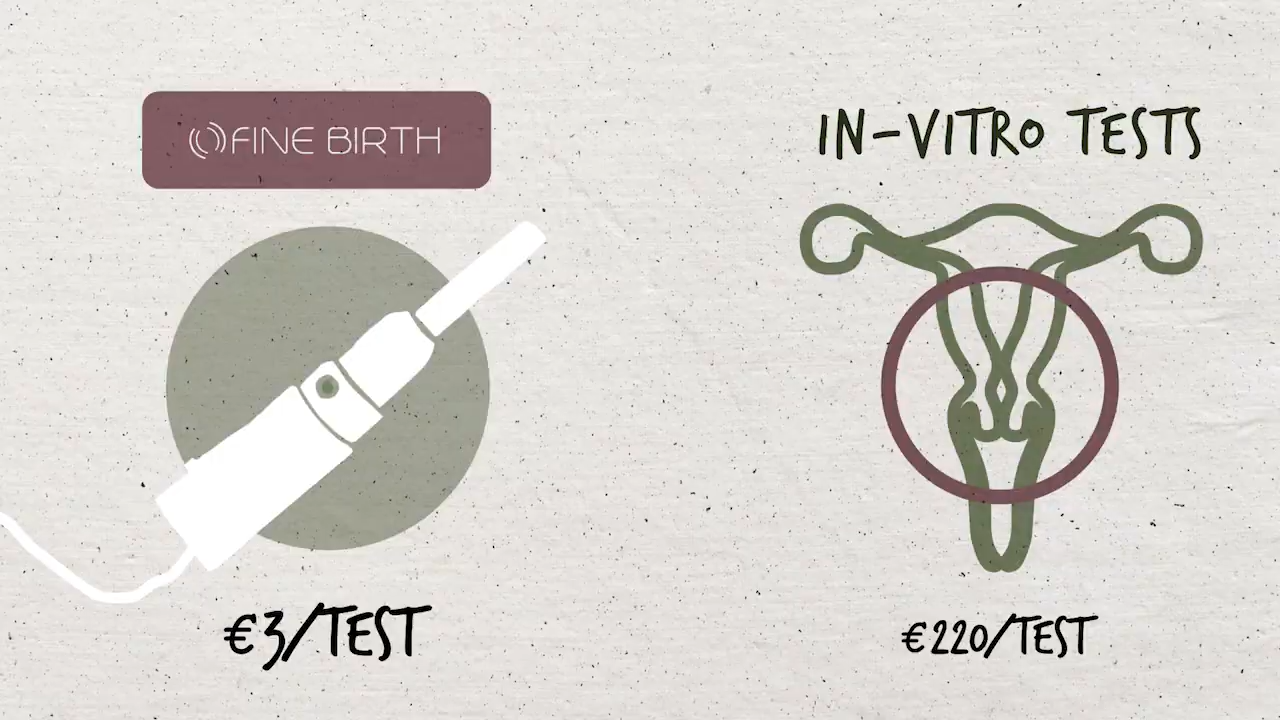 FINE BIRTH
IN-VITRO TESTS
€3/TEST
€220/TEST